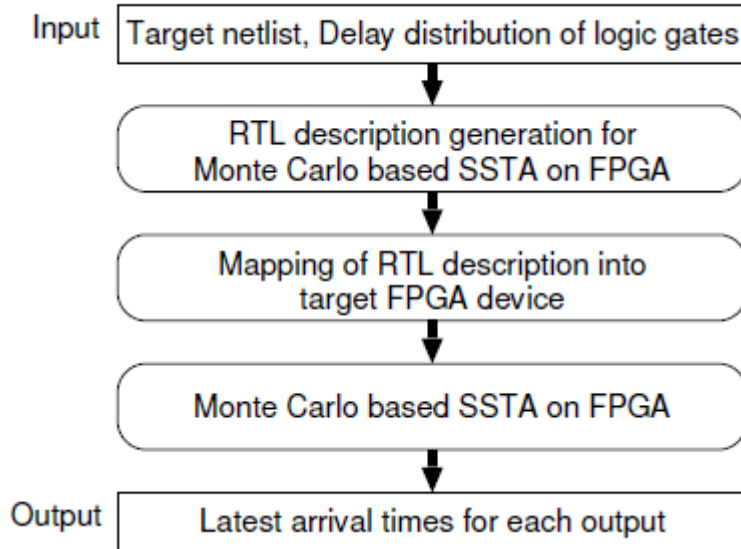 Input
Target netlist, Delay distribution of logic gates
RTL description generation for
Monte Carlo based SSTA on FPGA
Mapping of RTL description into
target FPGA device
Monte Carlo based SSTA on FPGA
Output
Latest arrival times for each output